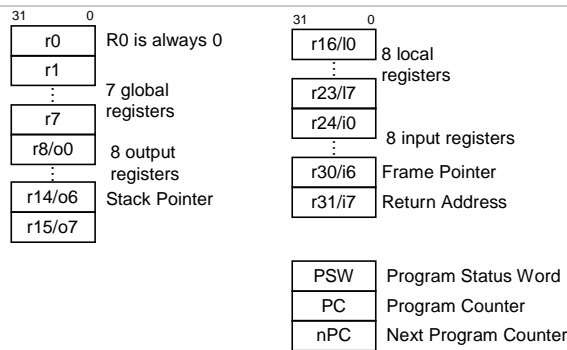 31 0
r0 R0 is always 0
r1
7 global
registers
r7
r8/o0
8 output
registers
r14/o6 Stack Pointer
r15/o7
31 0
r16/l0
8 local
registers
r23/l7
r24/i0
8 input registers
r30/i6 Frame Pointer
r31/i7 Return Address
PSW Program Status Word
PC Program Counter
nPC Next Program Counter